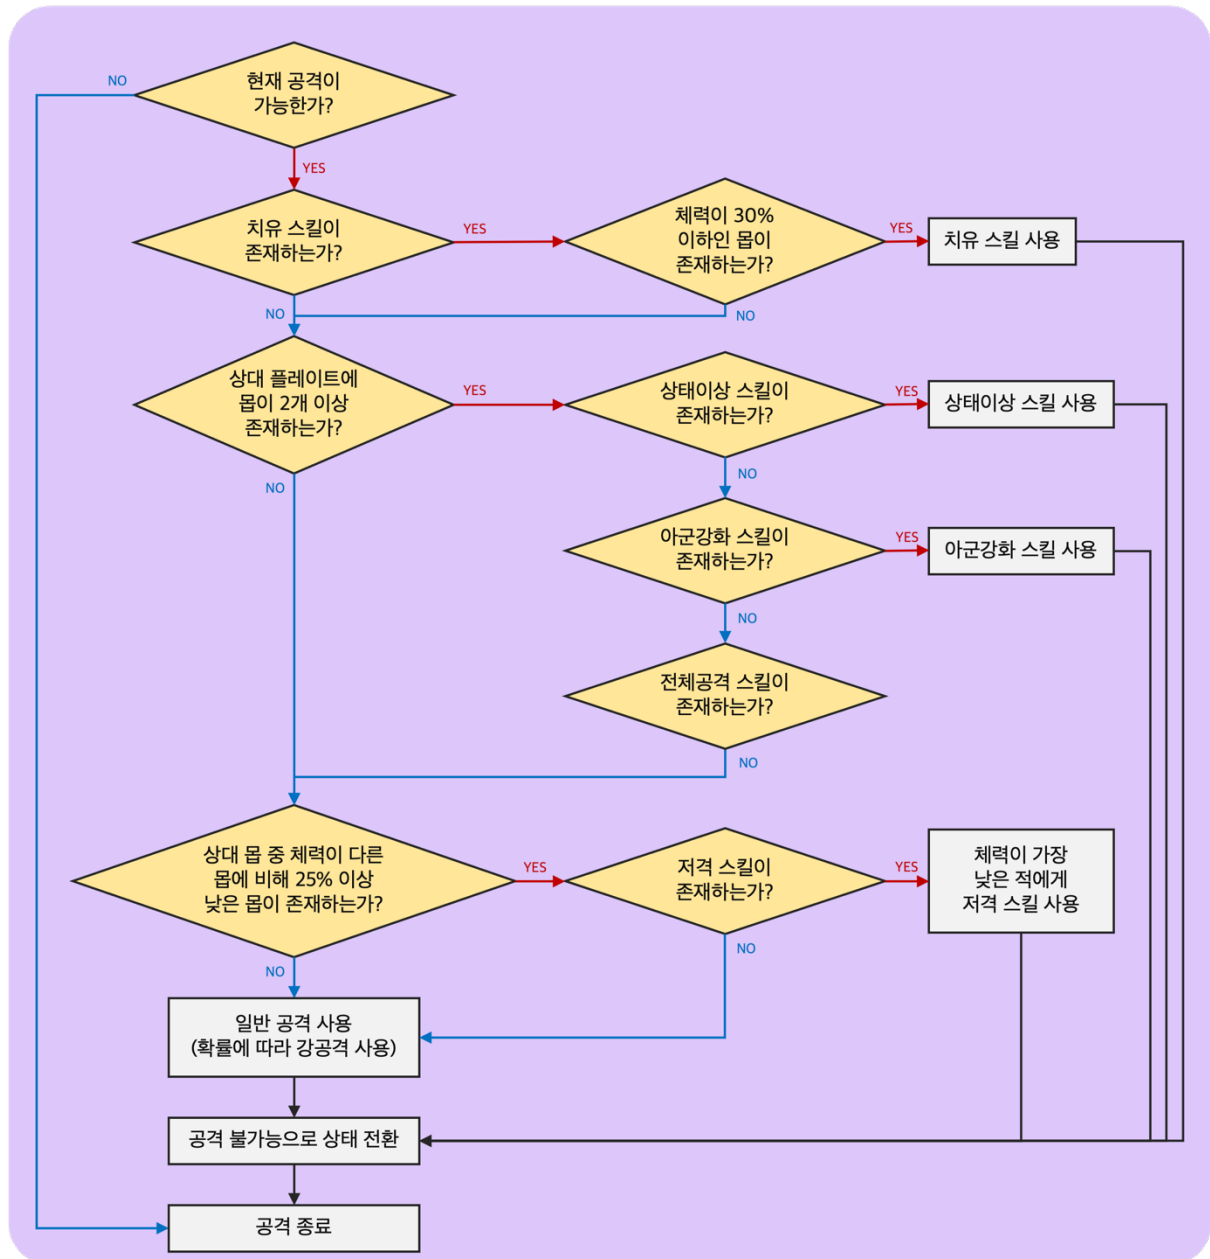 현재 공격이
가능한가?
NO
YES
치유 스킬이
존재하는가?
YES
체력이 30%
이하인 몹이
존재하는가?
YES
치유 스킬 사용
NO
NO
상대 플레이트에
몹이 2개 이상
존재하는가?
YES
상태이상 스킬이
존재하는가?
YES
상태이상 스킬 사용
NO
NO
아군강화 스킬이
존재하는가?
YES
아군강화 스킬 사용
NO
전체공격 스킬이
존재하는가?
NO
상대 몹 중 체력이 다른
몹에 비해 25% 이상
낮은 몹이 존재하는가?
YES
저격 스킬이
존재하는가?
YES
체력이 가장
낮은 적에게
저격 스킬 사용
NO
NO
일반 공격 사용
(확률에 따라 강공격 사용)
공격 불가능으로 상태 전환
공격 종료